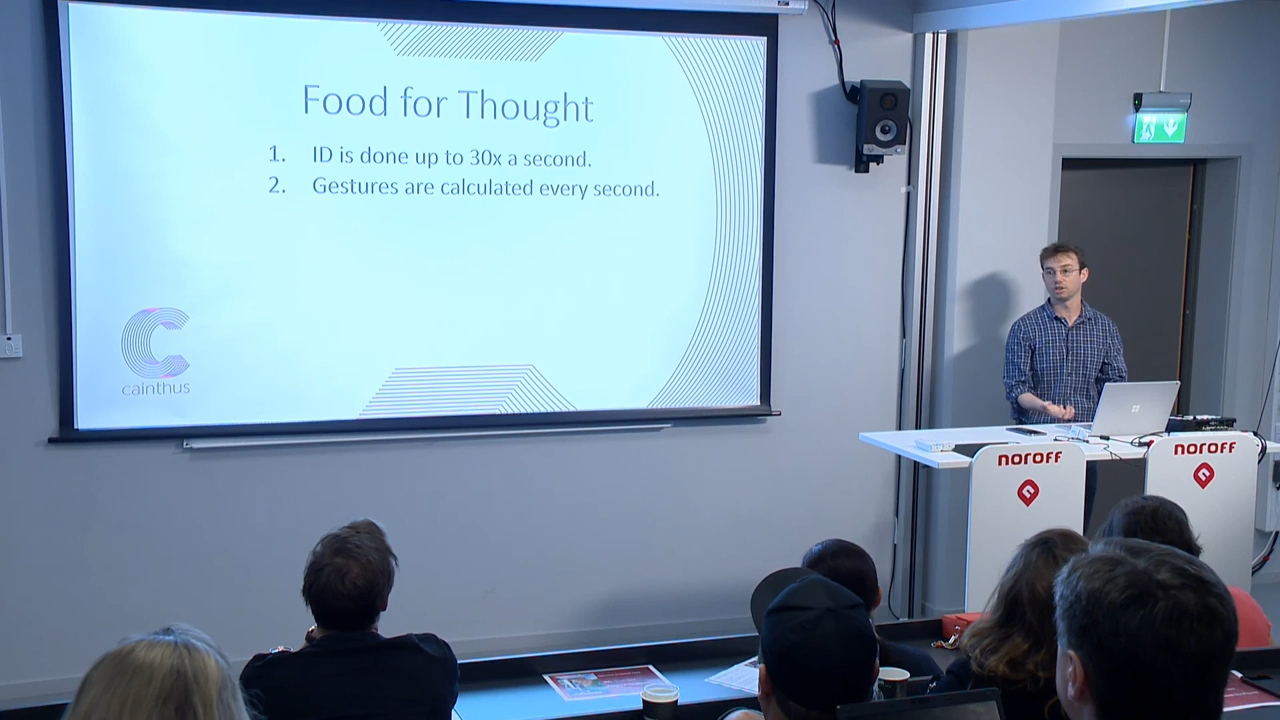 Food for Thought
1. ID is done up to 30x a second.
2. Gestures are calculated every second.
cainthus
noroff
noroff